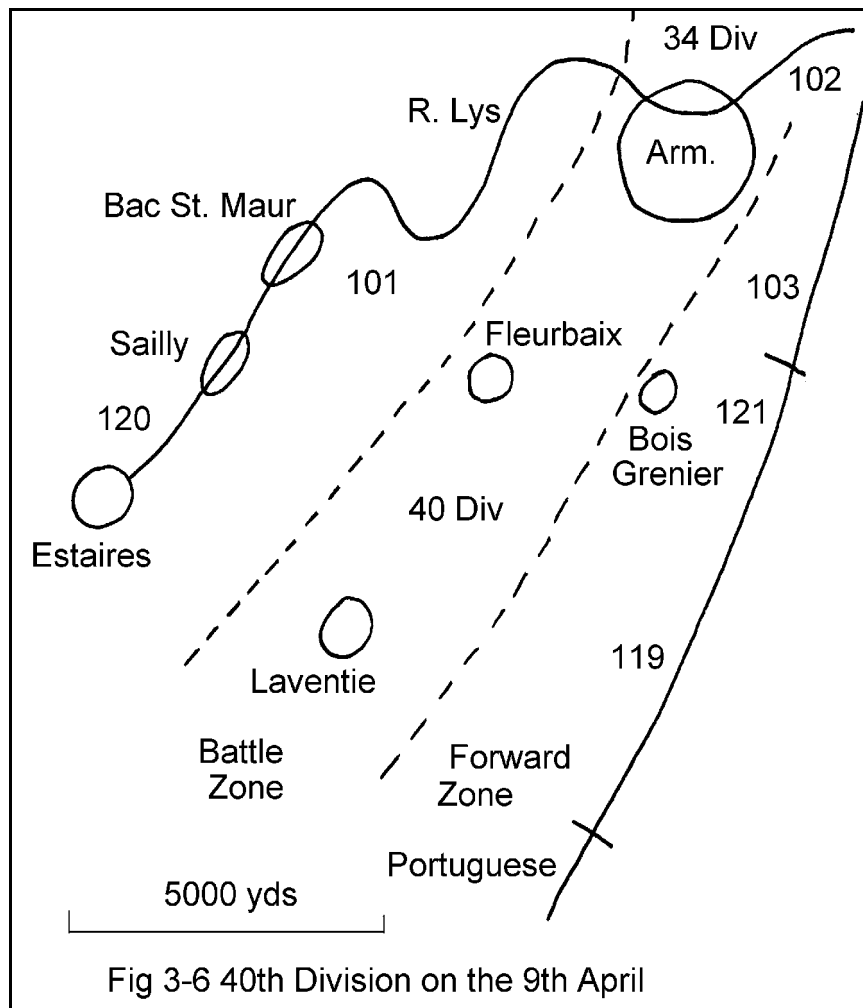 34 Div
102
R. Lys
Arm.
Bac St. Maur
101
103
Fleurbaix
Sailly
120
121
Bois
Grenier
40 Div
Estaires
119
Laventie
Battle
Zone
Forward
Zone
Portuguese
5000 yds
Fig 3-6 40th Division on the 9th April